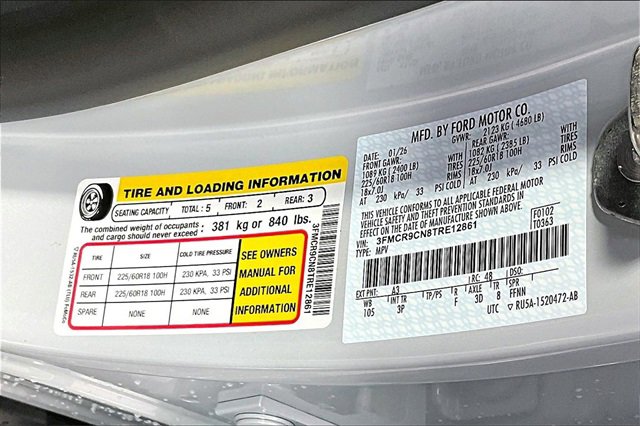 TIRE AND LOADING INFORMATION
SEATING CAPACITY TOTAL : 5 FRONT: 2 REAR: 3
The combined weight of occupants and cargo should never exceed : 381 kg or 840 lbs.
TIRE SIZE COLD TIRE PRESSURE
FRONT 225/60R18 100H 230 KPA, 33 PSI
REAR 225/60R18 100H 230 KPA, 33 PSI
SPARE NONE NONE
SEE OWNERS
MANUAL FOR
ADDITIONAL
INFORMATION
3FMCR9CN8TRE12861
MFD. BY FORD MOTOR CO.
DATE: 01/26 GVWR: 2123 KG ( 4680 LB)
FRONT GAWR: REAR GAWR:
1089 KG ( 2400 LB) 1082 KG ( 2385 LB)
225/60R18 100H TIRES 225/60R18 100H TIRES
18x7.0J RIMS 18x7.0J RIMS
AT 230 kPa/ 33 PSI COLD AT 230 kPa/ 33 PSI COLD
THIS VEHICLE CONFORMS TO ALL APPLICABLE FEDERAL MOTOR
VEHICLE SAFETY AND THEFT PREVENTION STANDARDS IN
EFFECT ON THE DATE OF MANUFACTURE SHOWN ABOVE.
VIN: 3FMCR9CN8TRE12861
TYPE: MPV
F0102
T0363
EXT PNT: A3 RC: 48 DSO:
WB INT TR TP/PS R AX TR SPR
105 3P F 3D 8 FFNN
UTC ▽ RU5A-1520472-AB